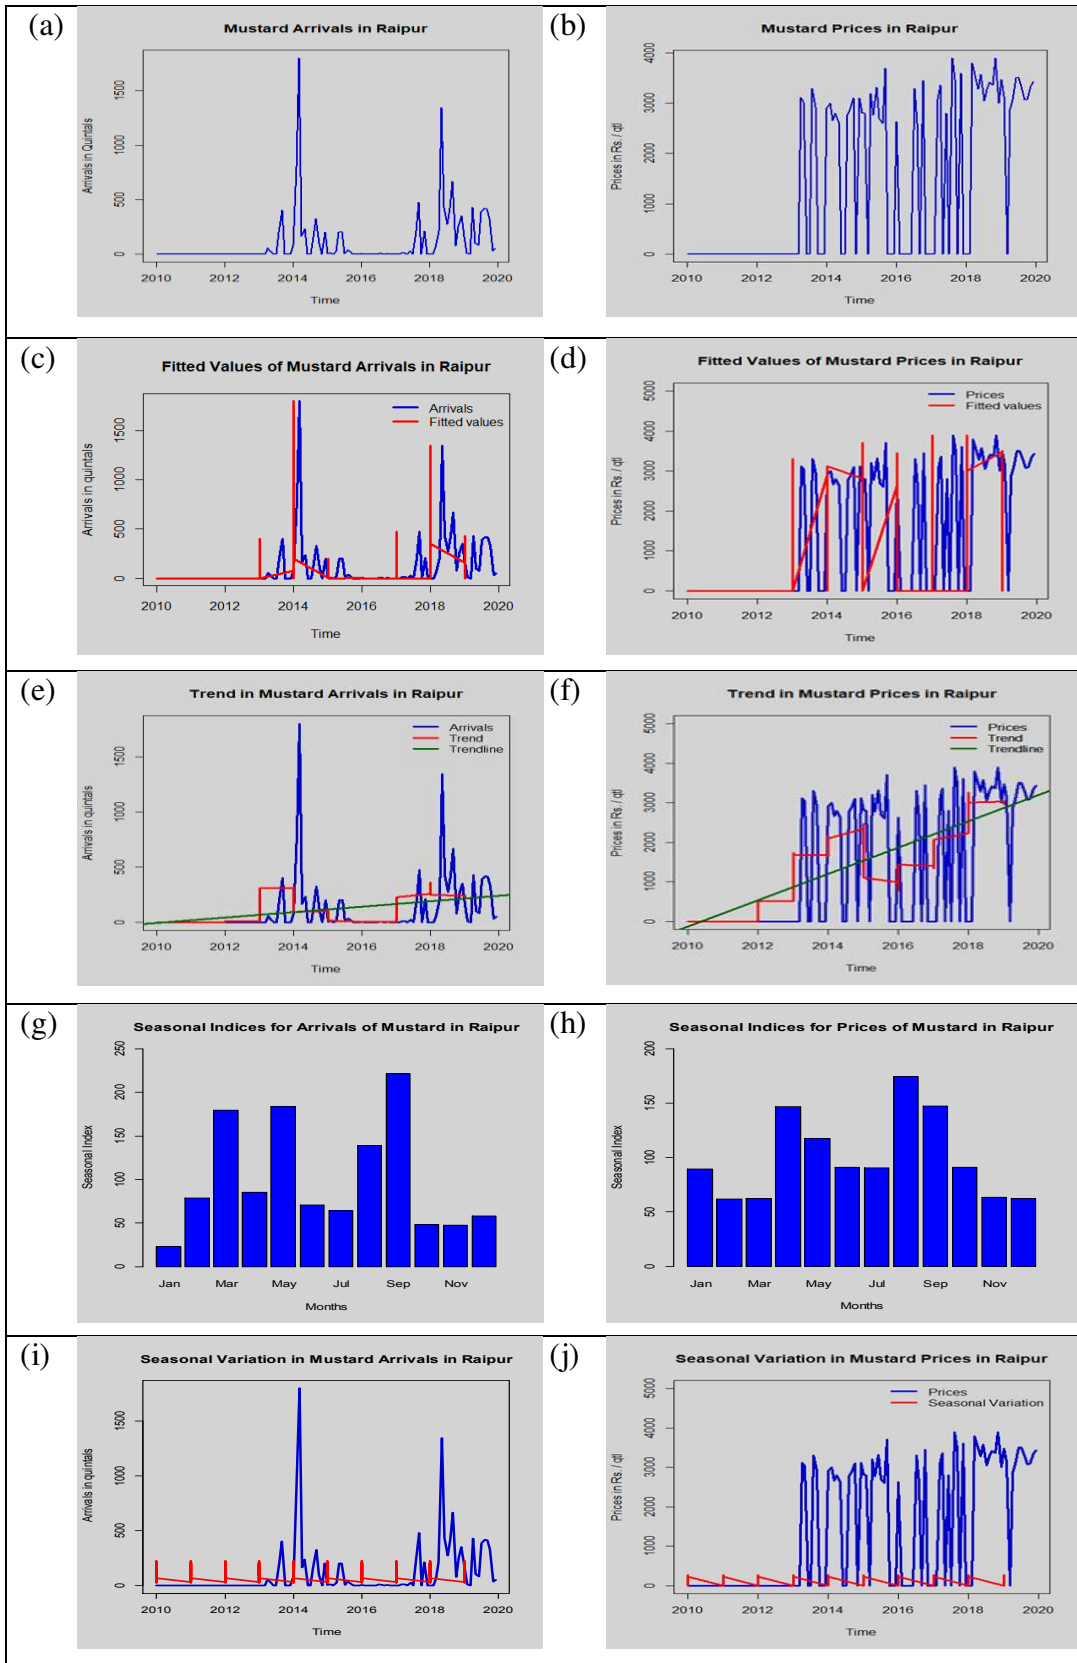 (a)
Mustard Arrivals in Raipur
Arrivals in Quintals
0 500 1000 1500
2010 2012 2014 2016 2018 2020
Time
(b)
Mustard Prices in Raipur
Prices in Rs. / qtl
0 1000 2000 3000 4000
2010 2012 2014 2016 2018 2020
Time
(c)
Fitted Values of Mustard Arrivals in Raipur
Arrivals
Fitted values
Arrivals in quintals
0 500 1000 1500
2010 2012 2014 2016 2018 2020
Time
(d)
Fitted Values of Mustard Prices in Raipur
Prices
Fitted values
Prices in Rs. / qtl
0 1000 2000 3000 4000 5000
2010 2012 2014 2016 2018 2020
Time
(e)
Trend in Mustard Arrivals in Raipur
Arrivals
Trend
Trendline
Arrivals in quintals
0 500 1000 1500
2010 2012 2014 2016 2018 2020
Time
(f)
Trend in Mustard Prices in Raipur
Prices
Trend
Trendline
Prices in Rs. / qtl
0 1000 2000 3000 4000 5000
2010 2012 2014 2016 2018 2020
Time
(g)
Seasonal Indices for Arrivals of Mustard in Raipur
Seasonal Index
0 50 100 150 200 250
Jan Mar May Jul Sep Nov
Months
(h)
Seasonal Indices for Prices of Mustard in Raipur
Seasonal Index
0 50 100 150 200
Jan Mar May Jul Sep Nov
Months
(i)
Seasonal Variation in Mustard Arrivals in Raipur
Arrivals in quintals
0 500 1000 1500
2010 2012 2014 2016 2018 2020
Time
(j)
Seasonal Variation in Mustard Prices in Raipur
Prices
Seasonal Variation
Prices in Rs. / qtl
0 1000 2000 3000 4000 5000
2010 2012 2014 2016 2018 2020
Time